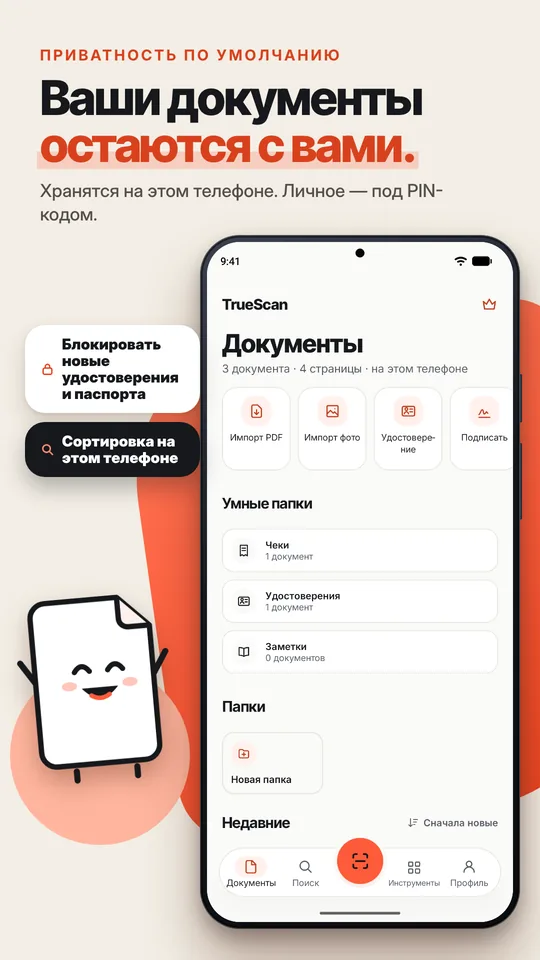 ПРИВАТНОСТЬ ПО УМОЛЧАНИЮ
Ваши документы
остаются с вами.
Хранятся на этом телефоне. Личное — под PIN-
кодом.
9:41
TrueScan
Блокировать
новые
удостоверения
и паспорта
Сортировка на
этом телефоне
Документы
3 документа · 4 страницы · на этом телефоне
Импорт PDF
Импорт фото
Удостовере-
ние
Подписать
Умные папки
Чеки
1 документ
Удостоверения
1 документ
Заметки
0 документов
Папки
Новая папка
Недавние
Сначала новые
Документы
Поиск
Инструменты
Профиль